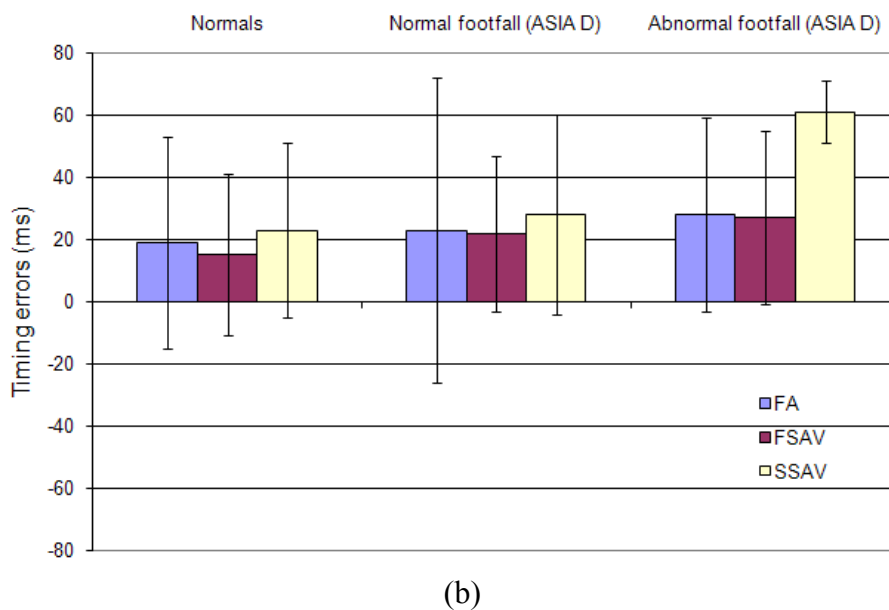 Normals Normal footfall (ASIA D) Abnormal footfall (ASIA D)
80
60
40
20
0
-20
-40
-60
-80
Timing errors (ms)
FA
FSAV
SSAV
(b)